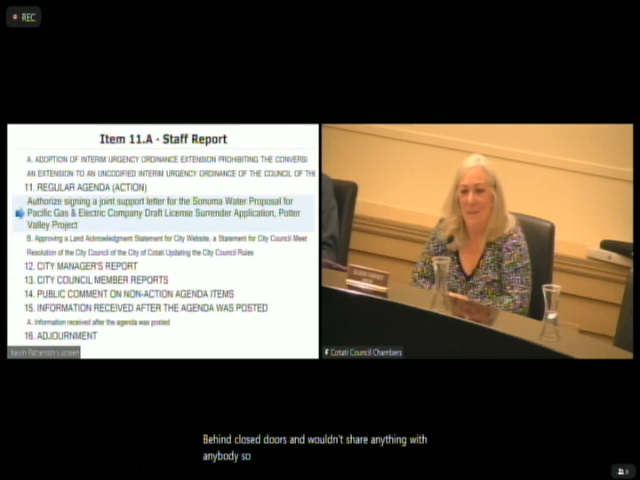 REC
Item 11.A - Staff Report
A. ADOPTION OF INTERIM URGENCY ORDINANCE EXTENSION PROHIBITING THE CONVERSI
AN EXTENSION TO AN UNCODIFIED INTERIM URGENCY ORDINANCE OF THE COUNCIL OF THE
11. REGULAR AGENDA (ACTION)
Authorize signing a joint support letter for the Sonoma Water Proposal for
Pacific Gas & Electric Company Draft License Surrender Application, Potter
Valley Project
B. Approving a Land Acknowledgment Statement for City Website, a Statement for City Council Meet
Resolution of the City Council of the City of Cotati Updating the City Council Rules
12. CITY MANAGER'S REPORT
13. CITY COUNCIL MEMBER REPORTS
14. PUBLIC COMMENT ON NON-ACTION AGENDA ITEMS
15. INFORMATION RECEIVED AFTER THE AGENDA WAS POSTED
A. Information received after the agenda was posted
16. ADJOURNMENT
Kevin Patterson's screen
Cotati Council Chambers
Behind closed doors and wouldn't share anything with
anybody so